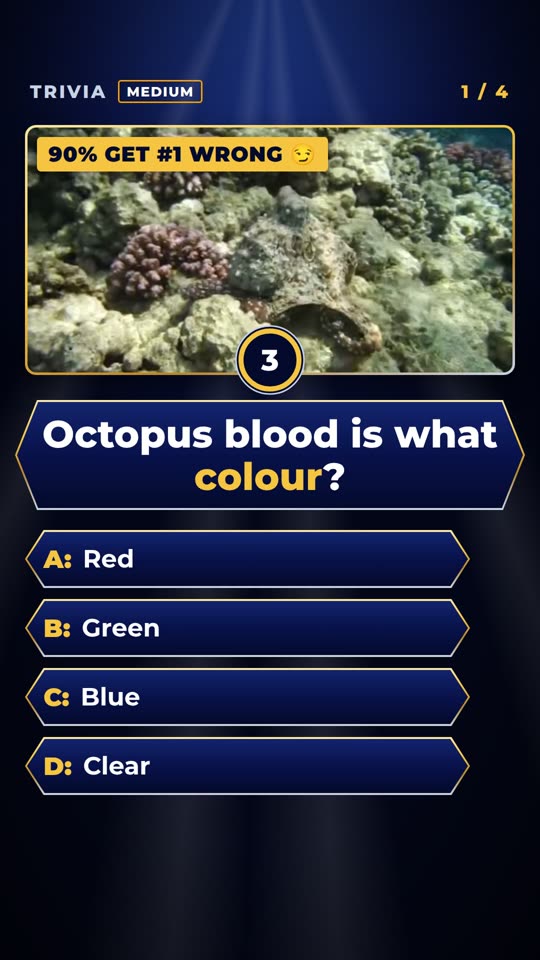 TRIVIA MEDIUM 1 / 4
90% GET #1 WRONG 😏
3
Octopus blood is what
colour?
A: Red
B: Green
C: Blue
D: Clear